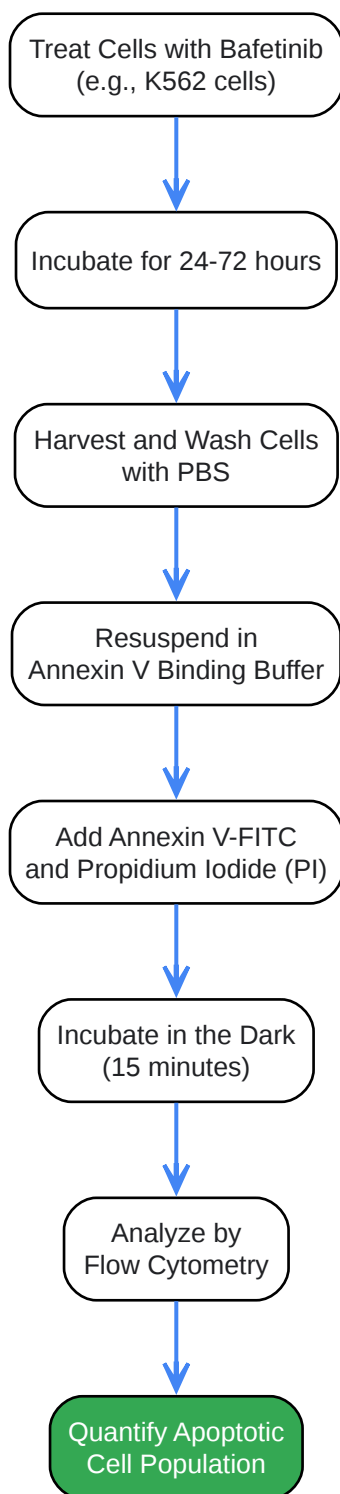 Treat Cells with Bafetinib
(e.g., K562 cells)
Incubate for 24-72 hours
Harvest and Wash Cells
with PBS
Resuspend in
Annexin V Binding Buffer
Add Annexin V-FITC
and Propidium Iodide (PI)
Incubate in the Dark
(15 minutes)
Analyze by
Flow Cytometry
Quantify Apoptotic
Cell Population